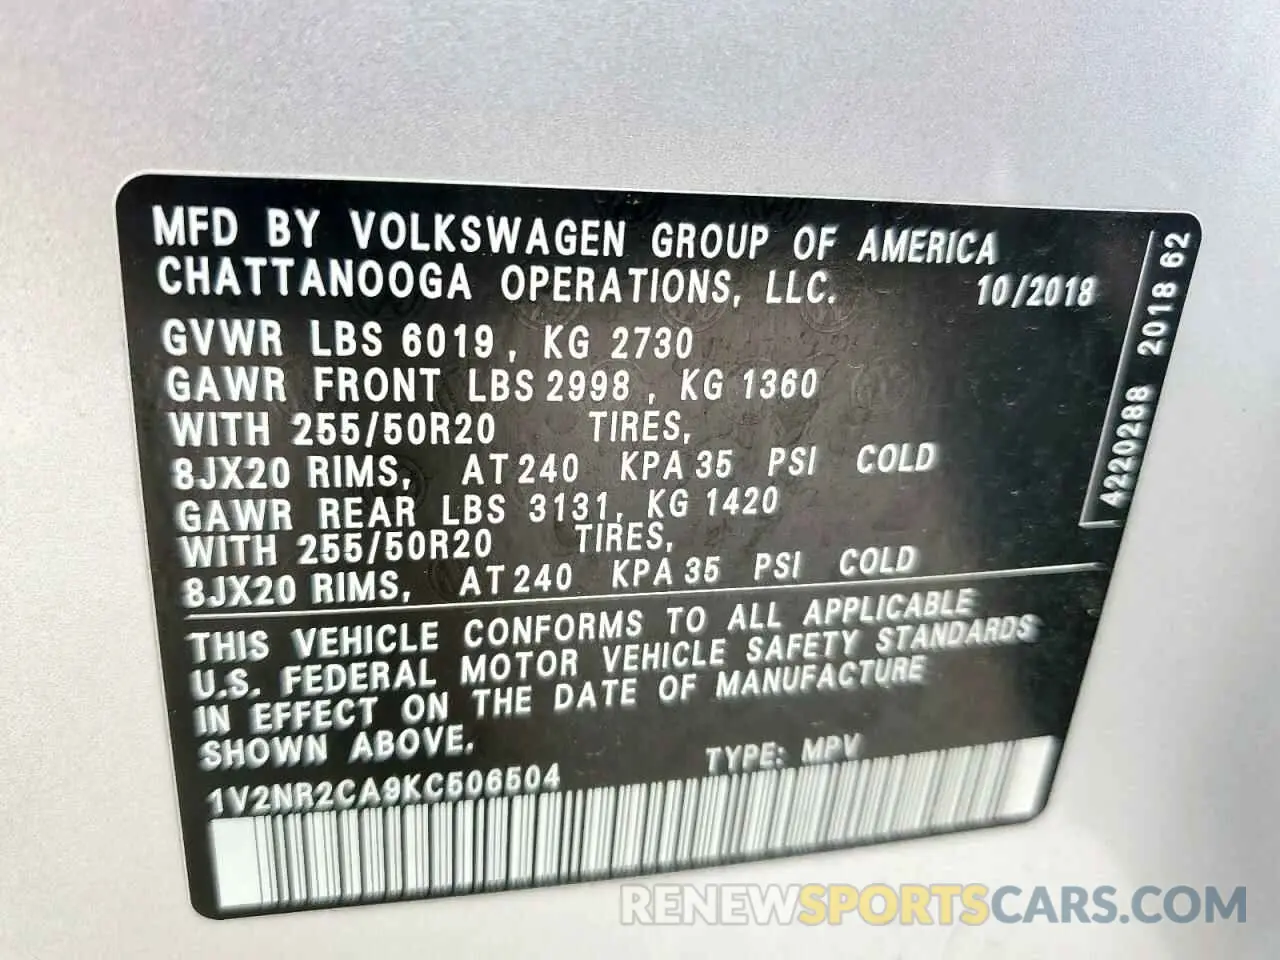 MFD BY VOLKSWAGEN GROUP OF AMERICA
CHATTANOOGA OPERATIONS, LLC. 10/2018
GVWR LBS 6019, KG 2730
GAWR FRONT LBS 2998, KG 1360
WITH 255/50R20 TIRES,
8JX20 RIMS, AT 240 KPA 35 PSI COLD
GAWR REAR LBS 3131, KG 1420
WITH 255/50R20 TIRES,
8JX20 RIMS, AT 240 KPA 35 PSI COLD
THIS VEHICLE CONFORMS TO ALL APPLICABLE
U.S. FEDERAL MOTOR VEHICLE SAFETY STANDARDS
IN EFFECT ON THE DATE OF MANUFACTURE
SHOWN ABOVE.
TYPE: MPV
1V2NR2CA9KC506504
4220288 2018 62
RENEWSPORTSCARS.COM